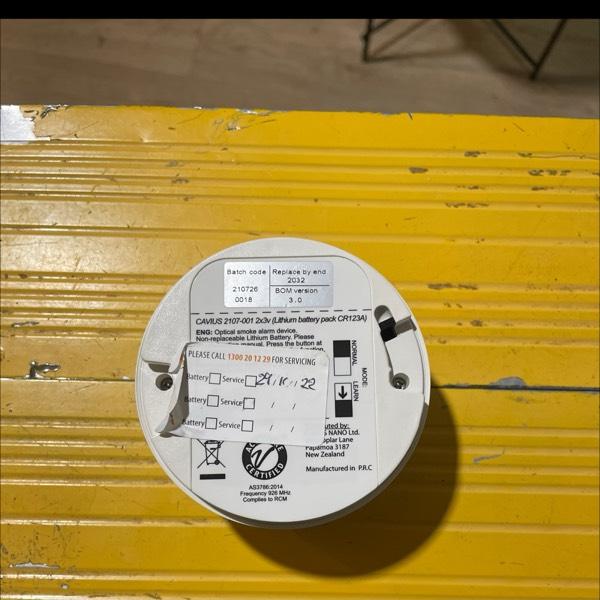 Batch code
210726
0018
Replace by end
2032
BOM version
3.0
CAVIUS 2107-001 2x3v (Lithium battery pack CR123A)
ENG: Optical smoke alarm device.
Non-replaceable Lithium Battery. Please
manual. Press the button at
PLEASE CALL 1300 20 12 29 FOR SERVICING
Battery Service 29/10/22
Battery Service / /
Battery Service / /
NORMAL
MODE:
LEARN
NANO Ltd.
Lane
Papamoa 3187
New Zealand
Manufactured in P.R.C
CERTIFIED
AS3786:2014
Frequency 926 MHz
Complies to RCM